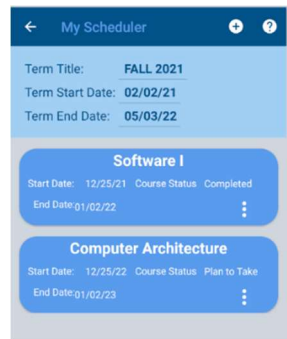 My Scheduler
Term Title: FALL 2021
Term Start Date: 02/02/21
Term End Date: 05/03/22
Software I
Start Date: 12/25/21 Course Status Completed
End Date: 01/02/22
Computer Architecture
Start Date: 12/25/22 Course Status Plan to Take
End Date: 01/02/23